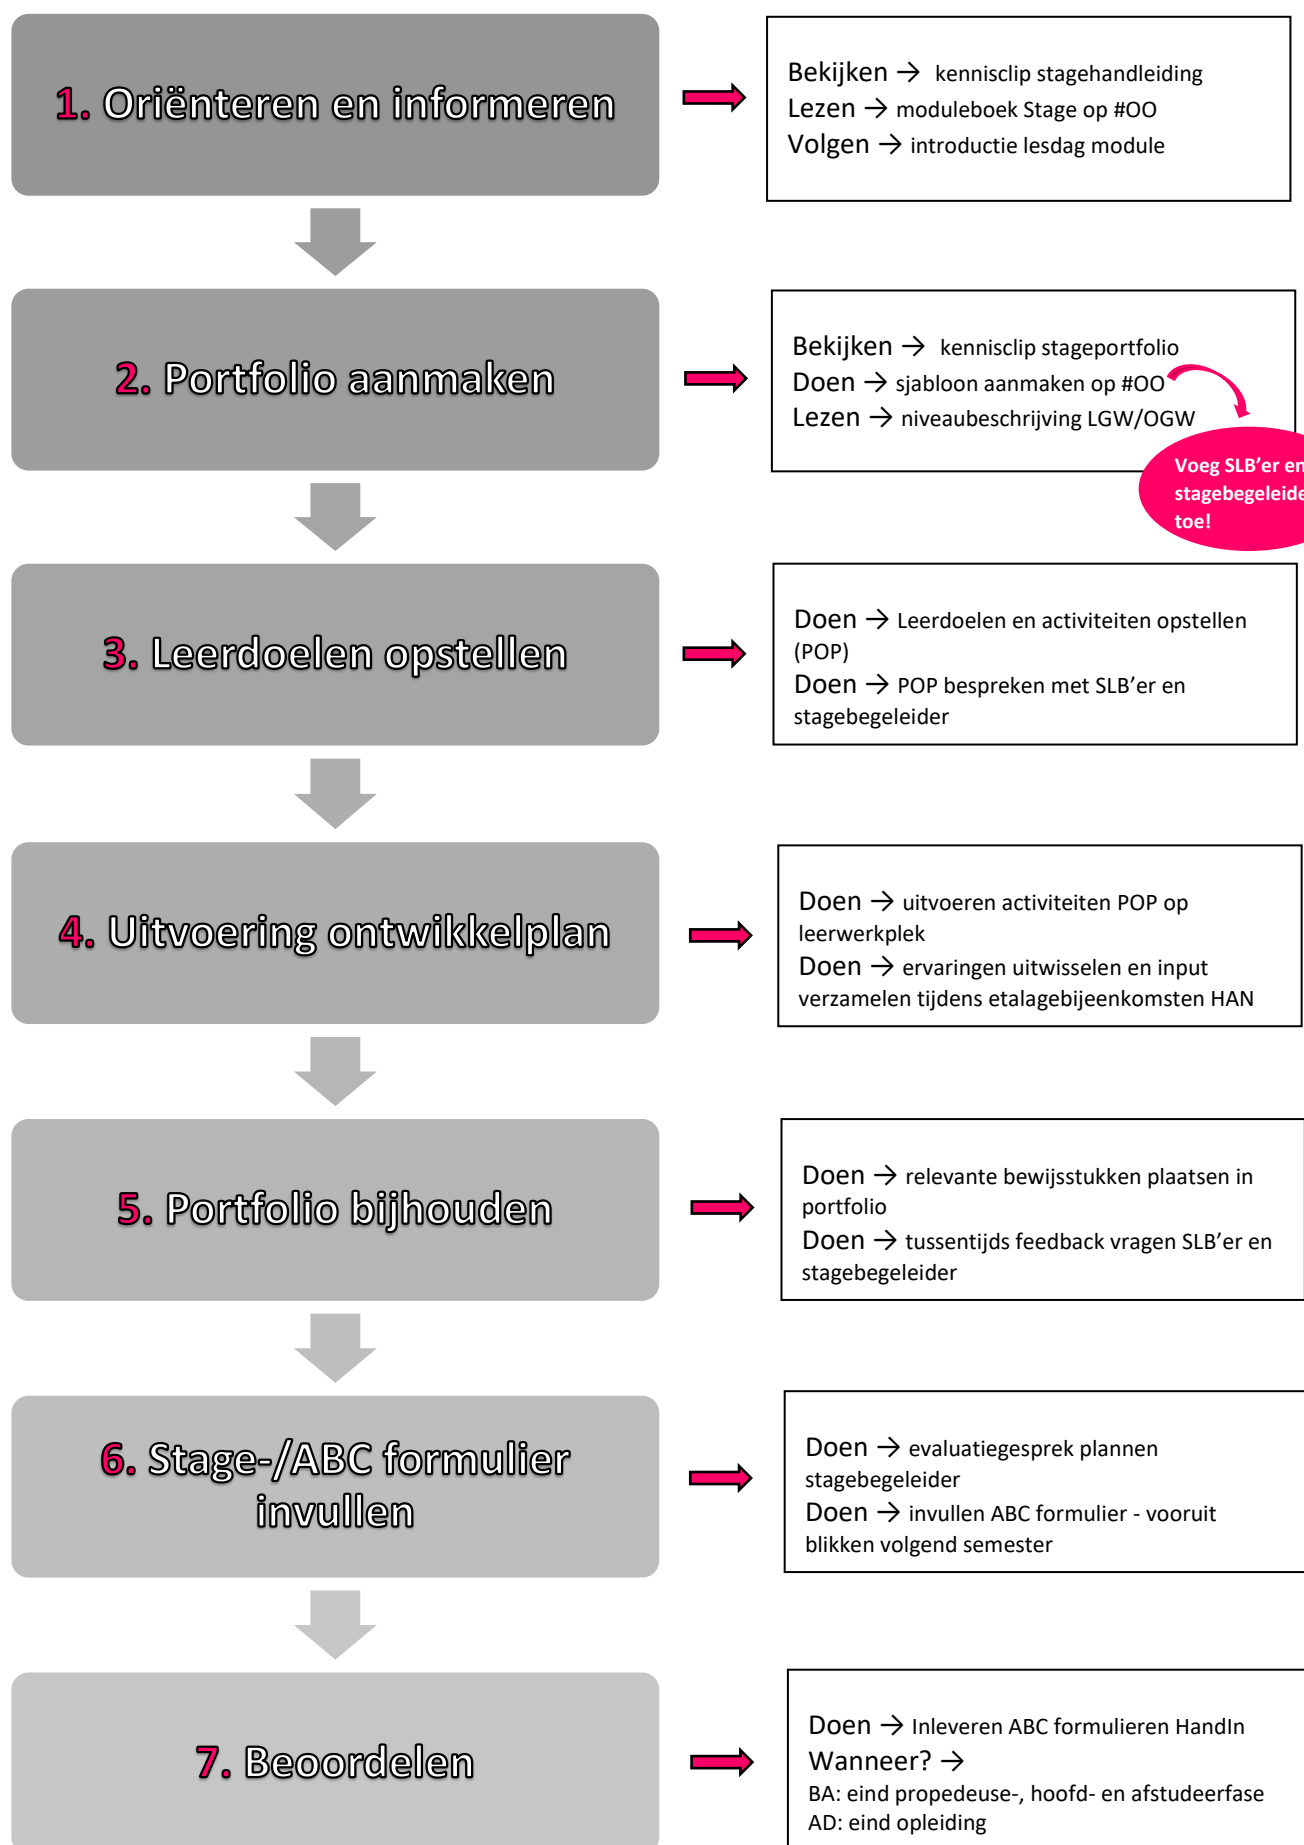 1. Oriënteren en informeren
Bekijken → kennisclip stagehandleiding
Lezen → moduleboek Stage op #OO
Volgen → introductie lesdag module
2. Portfolio aanmaken
Bekijken → kennisclip stageportfolio
Doen → sjabloon aanmaken op #OO
Lezen → niveaubeschrijving LGW/OGW
Voeg SLB'er en
stagebegeleide
toe!
3. Leerdoelen opstellen
Doen → Leerdoelen en activiteiten opstellen
(POP)
Doen → POP bespreken met SLB'er en
stagebegeleider
4. Uitvoering ontwikkelplan
Doen → uitvoeren activiteiten POP op
leerwerkplek
Doen → ervaringen uitwisselen en input
verzamelen tijdens etalagebijeenkomsten HAN
5. Portfolio bijhouden
Doen → relevante bewijsstukken plaatsen in
portfolio
Doen → tussentijds feedback vragen SLB'er en
stagebegeleider
6. Stage-/ABC formulier
invullen
Doen → evaluatiegesprek plannen
stagebegeleider
Doen → invullen ABC formulier - vooruit
blikken volgend semester
7. Beoordelen
Doen → Inleveren ABC formulieren HandIn
Wanneer? →
BA: eind propedeuse-, hoofd- en afstudeerfase
AD: eind opleiding